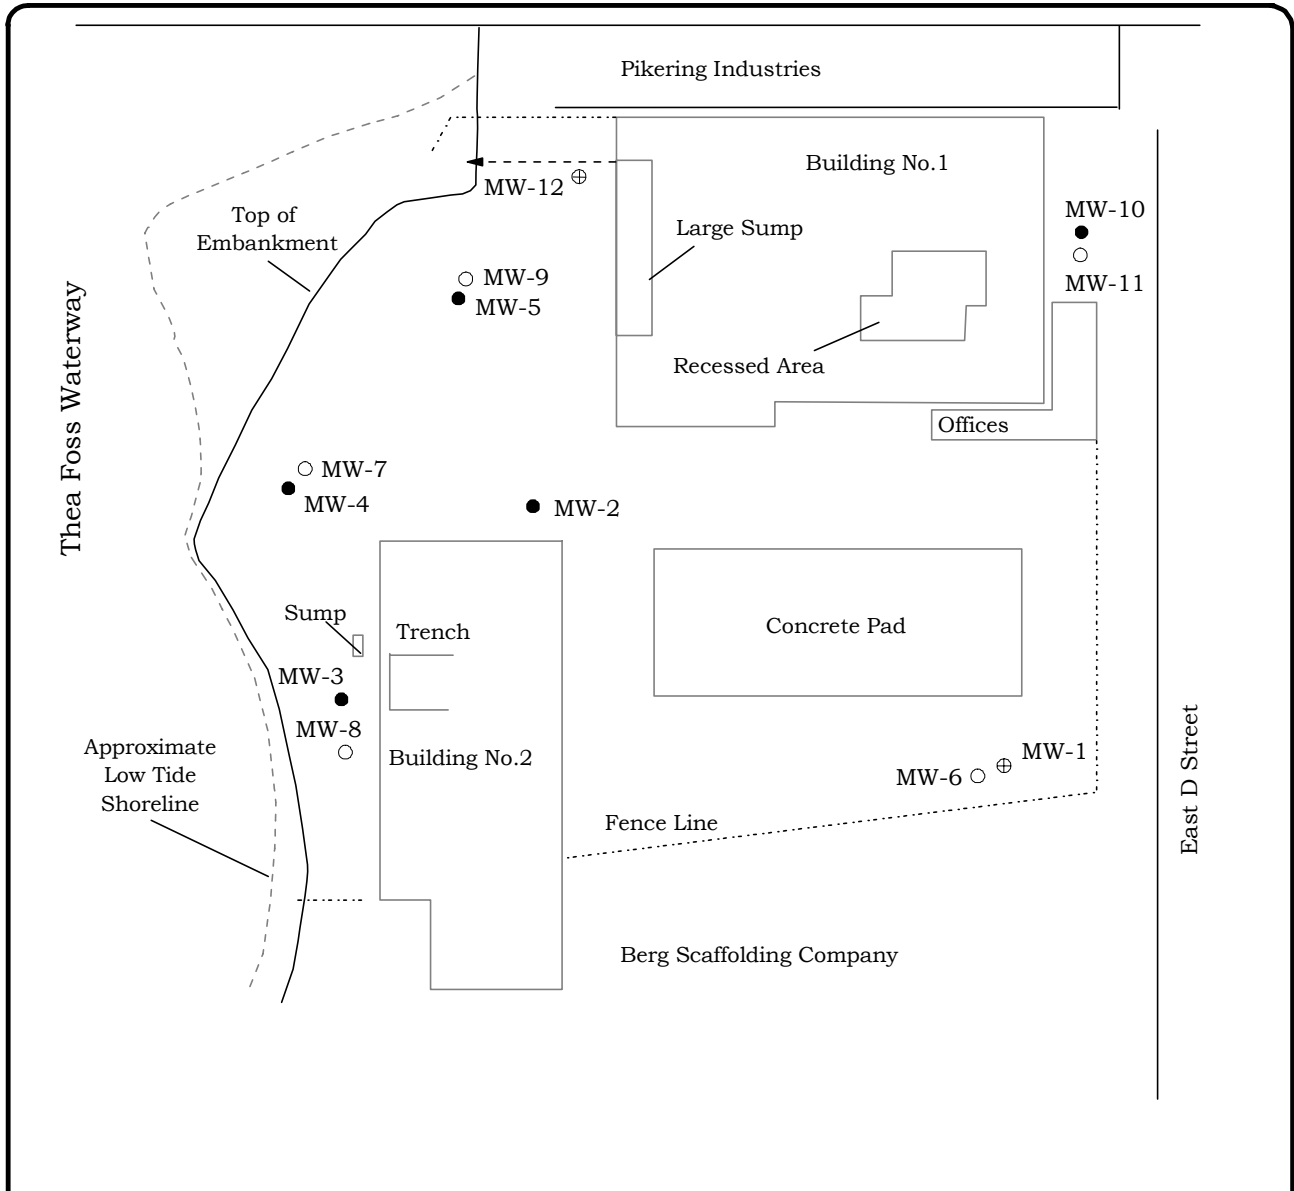 Pikering Industries
Building No.1
MW-12
MW-10
Top of
Embankment
Large Sump
MW-9
MW-11
MW-5
Thea Foss Waterway
Recessed Area
Offices
MW-7
MW-4
MW-2
Sump
Trench
Concrete Pad
MW-3
MW-8
Approximate
Low Tide
Shoreline
Building No.2
MW-1
MW-6
East D Street
Fence Line
Berg Scaffolding Company